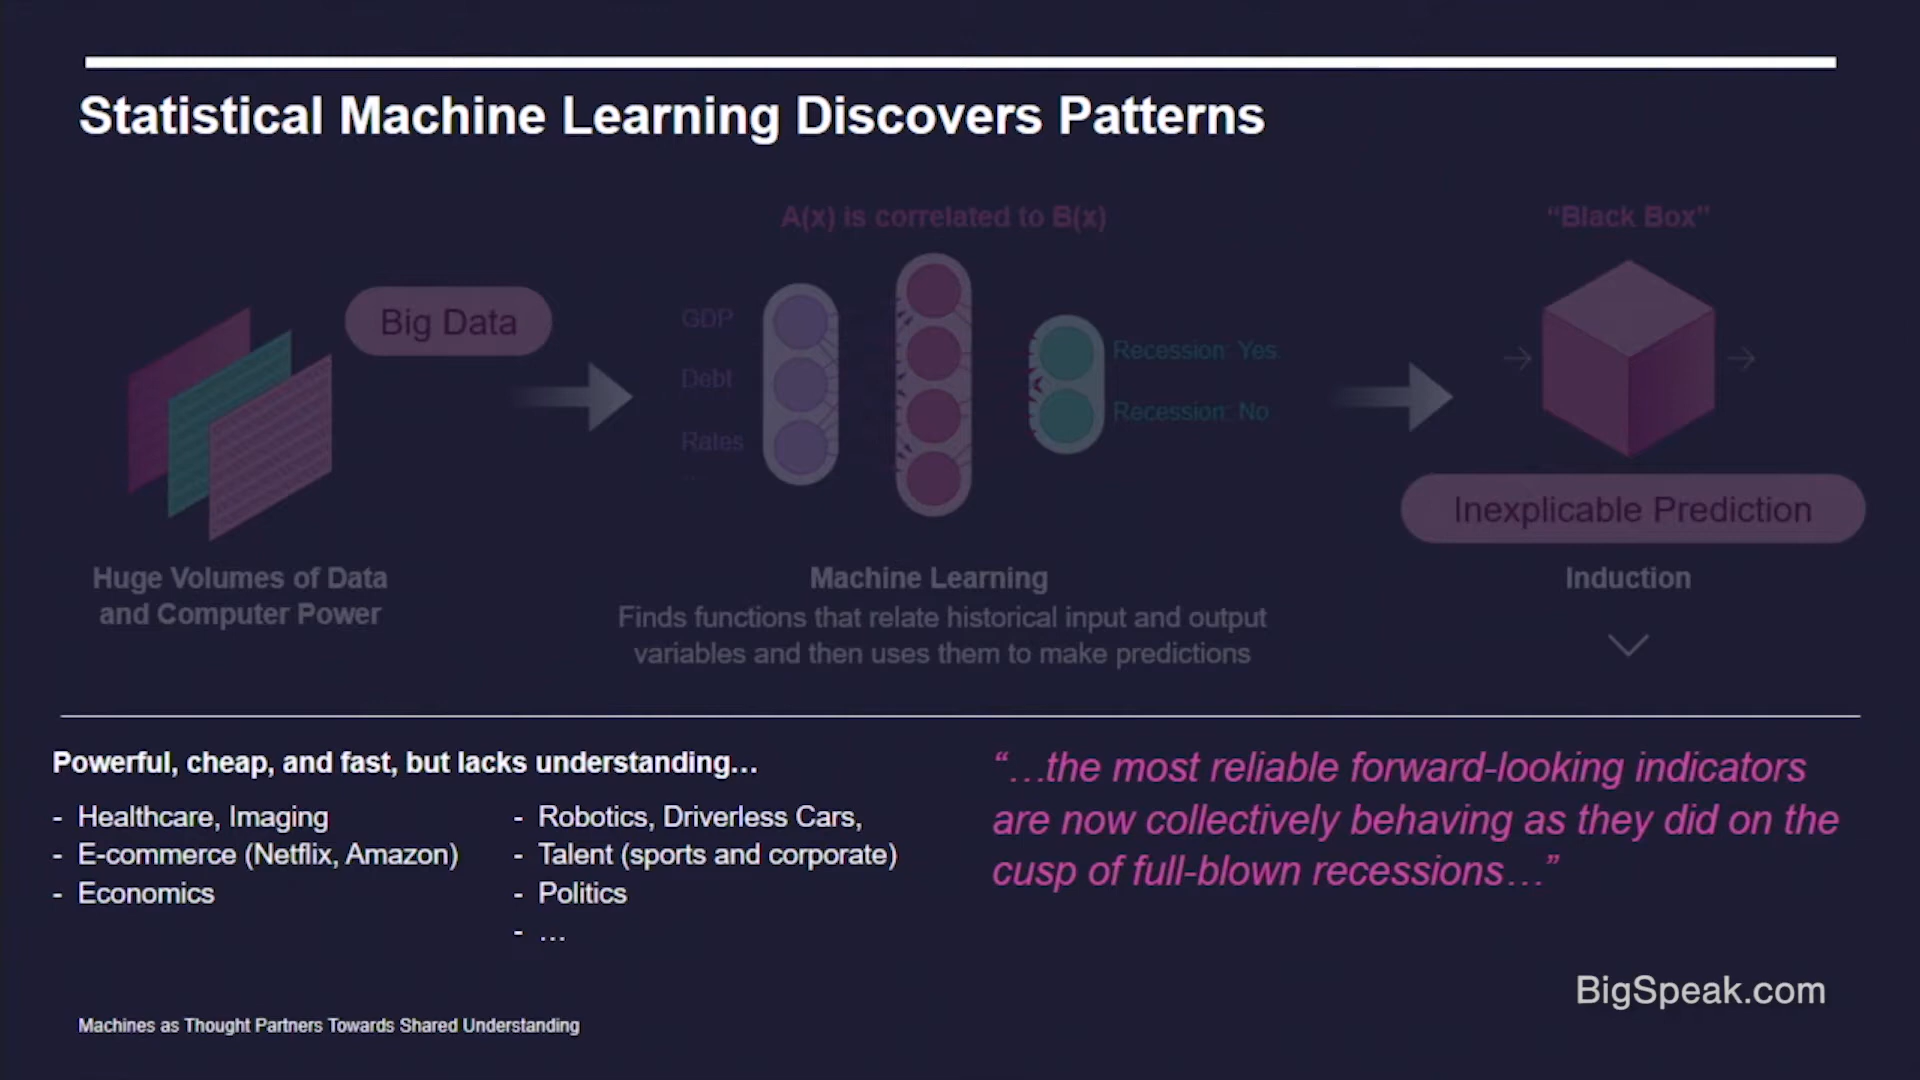 Statistical Machine Learning Discovers Patterns
A(x) is correlated to B(x)
“Black Box”
Big Data
GDP
Debt
Rates
...
Recession: Yes
Recession: No
Inexplicable Prediction
Huge Volumes of Data
and Computer Power
Machine Learning
Finds functions that relate historical input and output
variables and then uses them to make predictions
Induction
Powerful, cheap, and fast, but lacks understanding…
- Healthcare, Imaging
- E-commerce (Netflix, Amazon)
- Economics
- Robotics, Driverless Cars,
- Talent (sports and corporate)
- Politics
- …
“…the most reliable forward-looking indicators
are now collectively behaving as they did on the
cusp of full-blown recessions…”
BigSpeak.com
Machines as Thought Partners Towards Shared Understanding